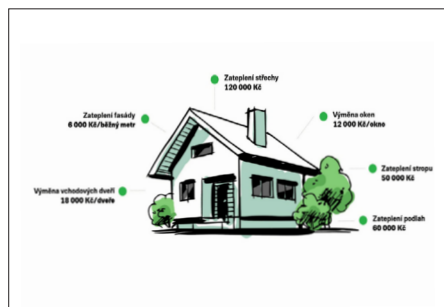 Zateplení střechy
120 000 Kč
Zateplení fasády
6 000 Kč/běžný metr
Výměna oken
12 000 Kč/okno
Zateplení stropu
50 000 Kč
Výměna vchodových dveří
18 000 Kč/dveře
Zateplení podlah
60 000 Kč